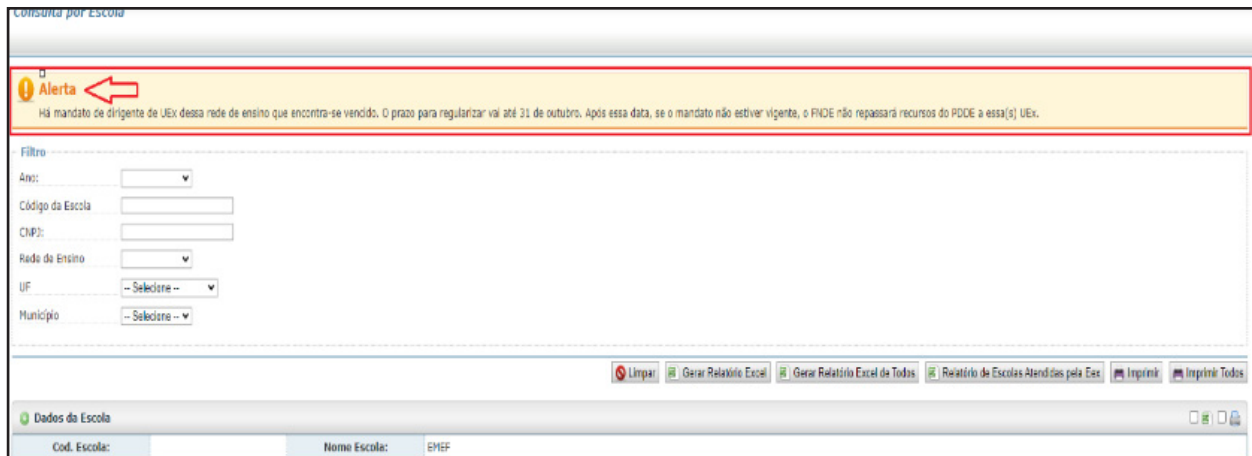 Consulta por Escola
Alerta
Há mandato de dirigente de UEx dessa rede de ensino que encontra-se vencido. O prazo para regularizar vai até 31 de outubro. Após essa data, se o mandato não estiver vigente, o FNDE não repassará recursos do PDDE a essa(s) UEx.
Filtro
Ano:
Código da Escola
CNPJ:
Rede de Ensino
UF -- Selecione --
Município -- Selecione --
Limpar Gerar Relatório Excel Gerar Relatório Excel de Todos Relatório de Escolas Atendidas pela Eex Imprimir Imprimir Todos
Dados da Escola
Cod. Escola: Nome Escola: EMEF